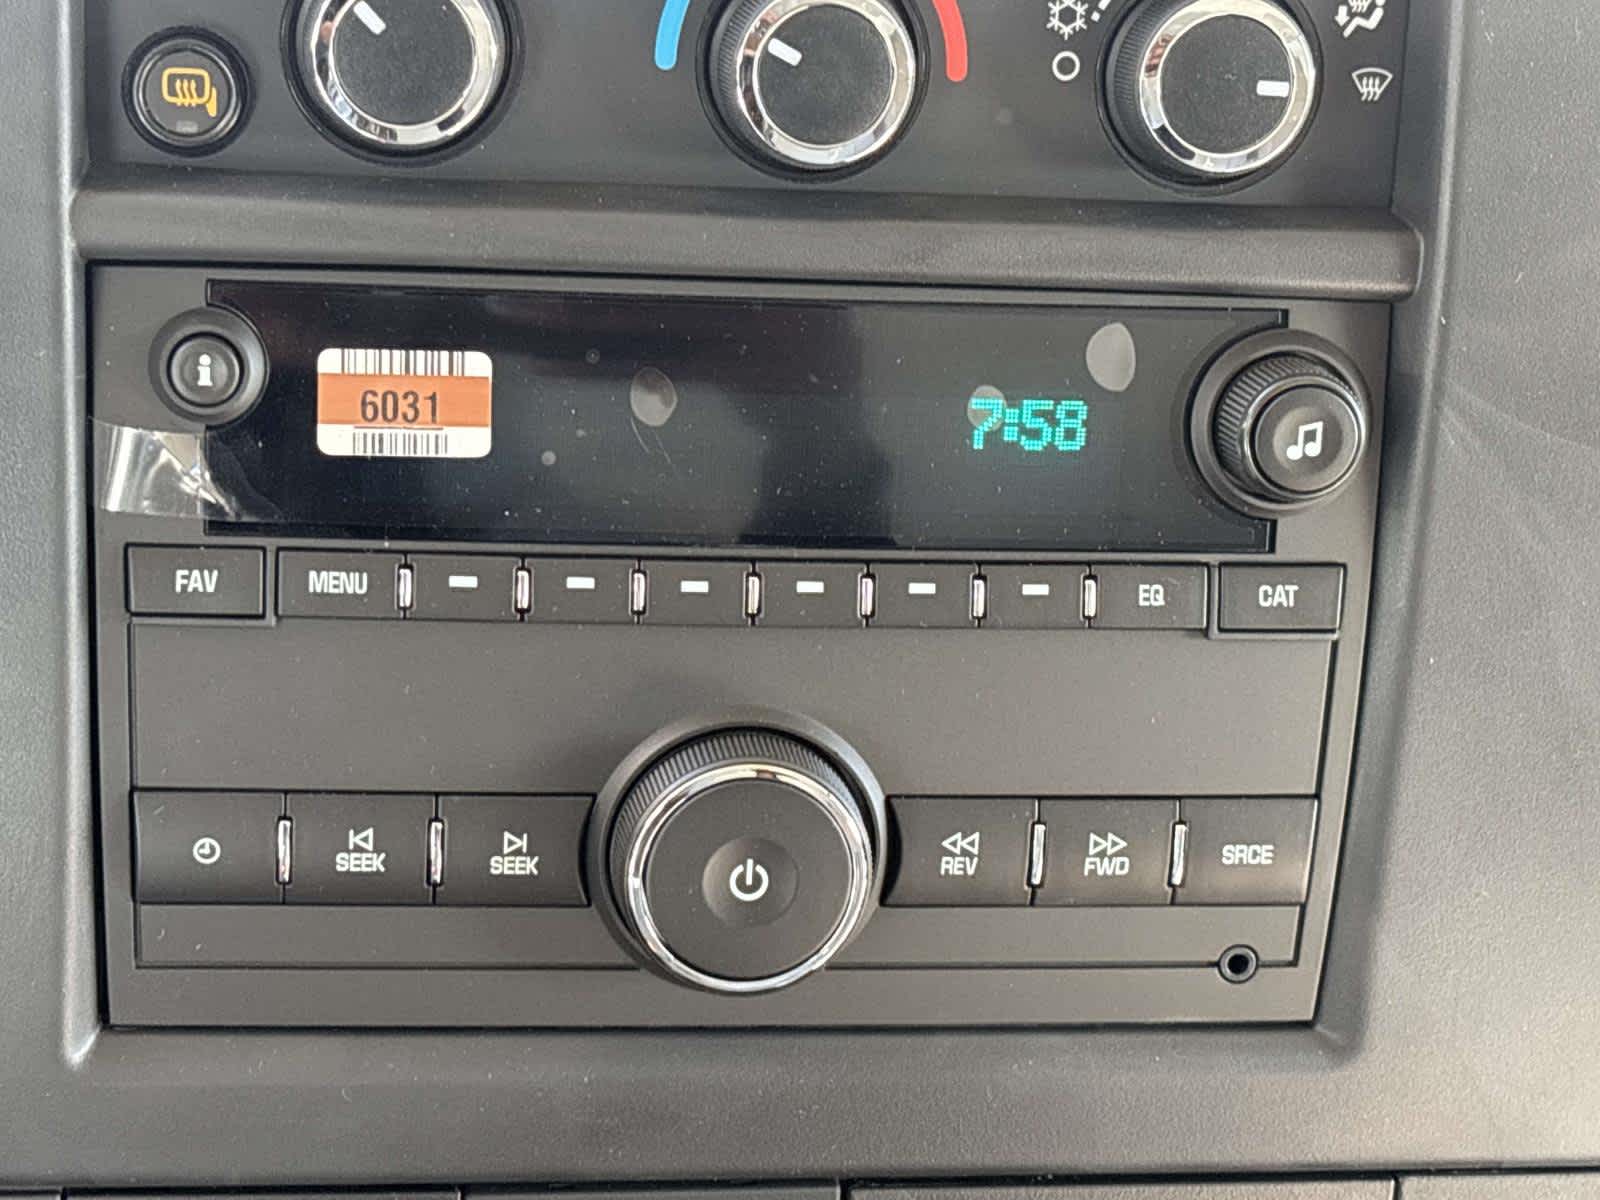 6031
7:58
FAV
MENU
EQ
CAT
SEEK
SEEK
REV
FWD
SRCE